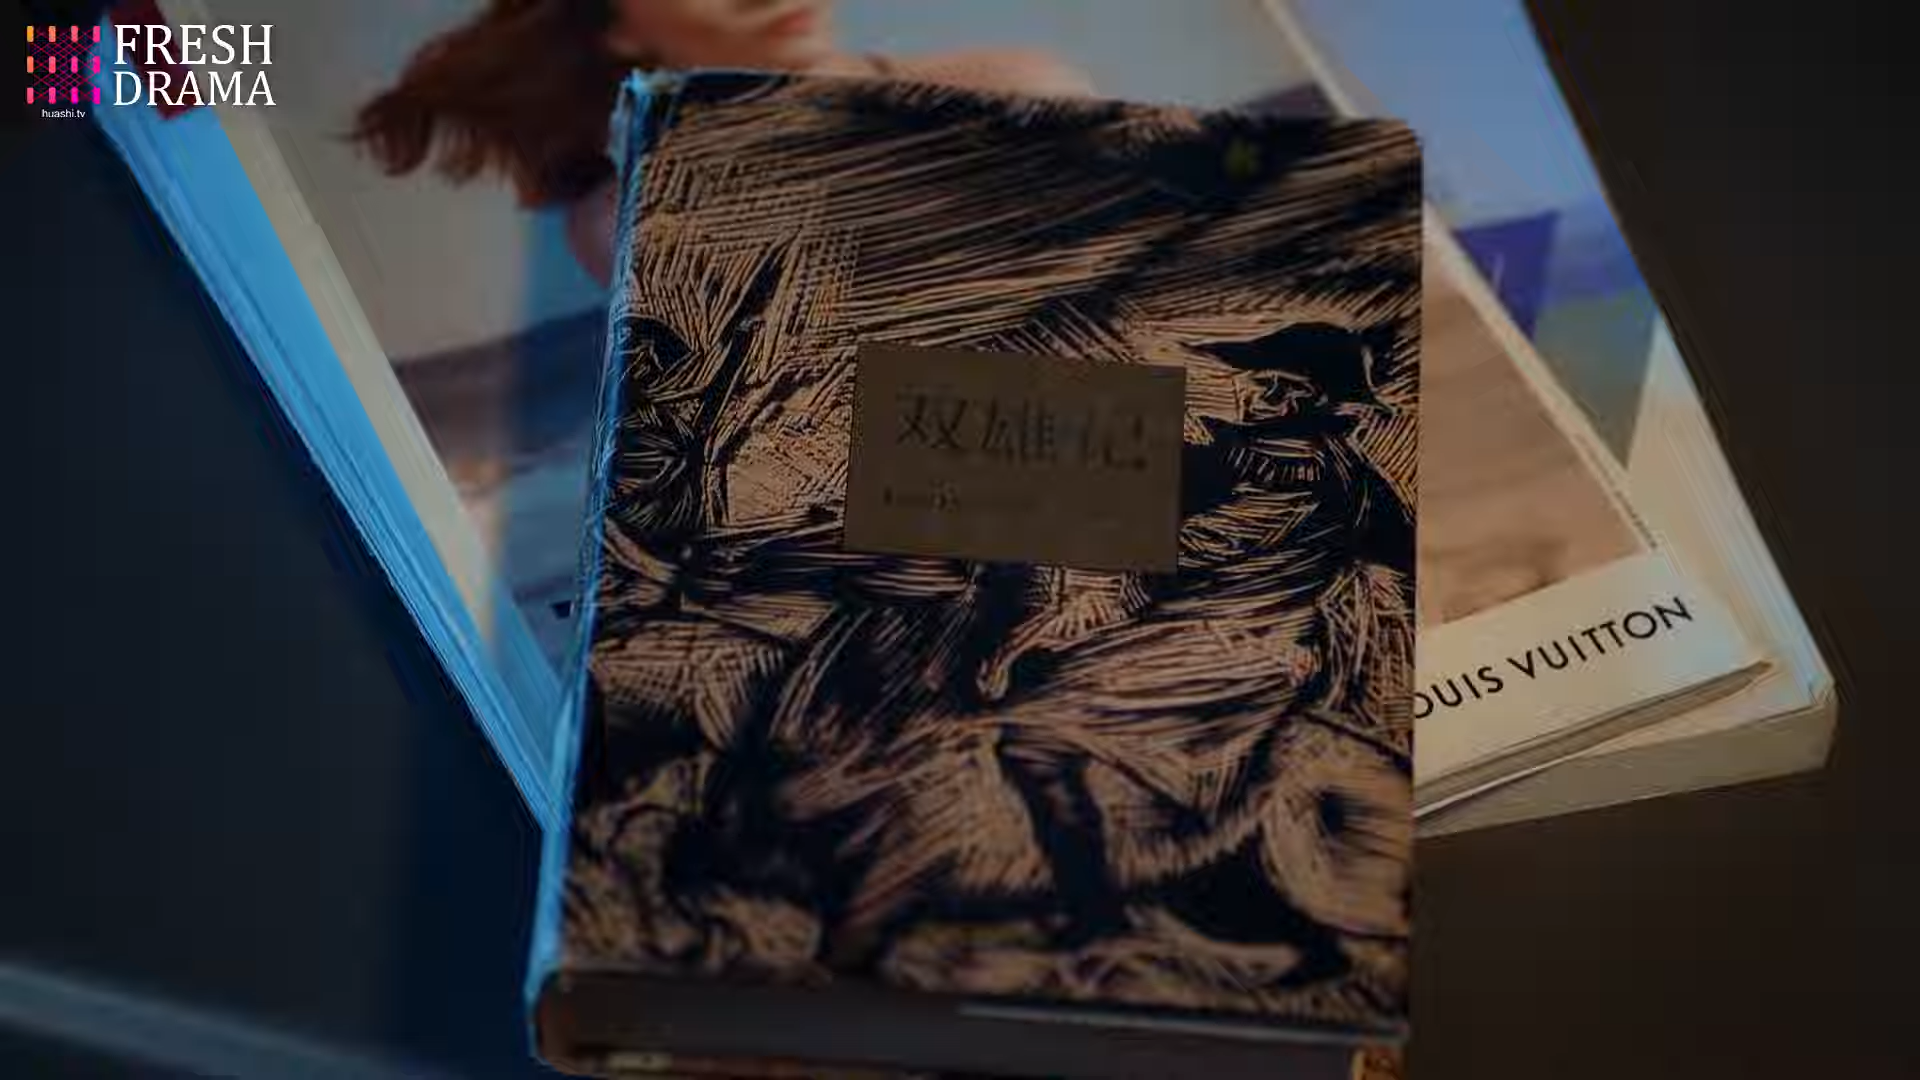 FRESH
DRAMA
huashi.tv
双雄记
OUIS VUITTON